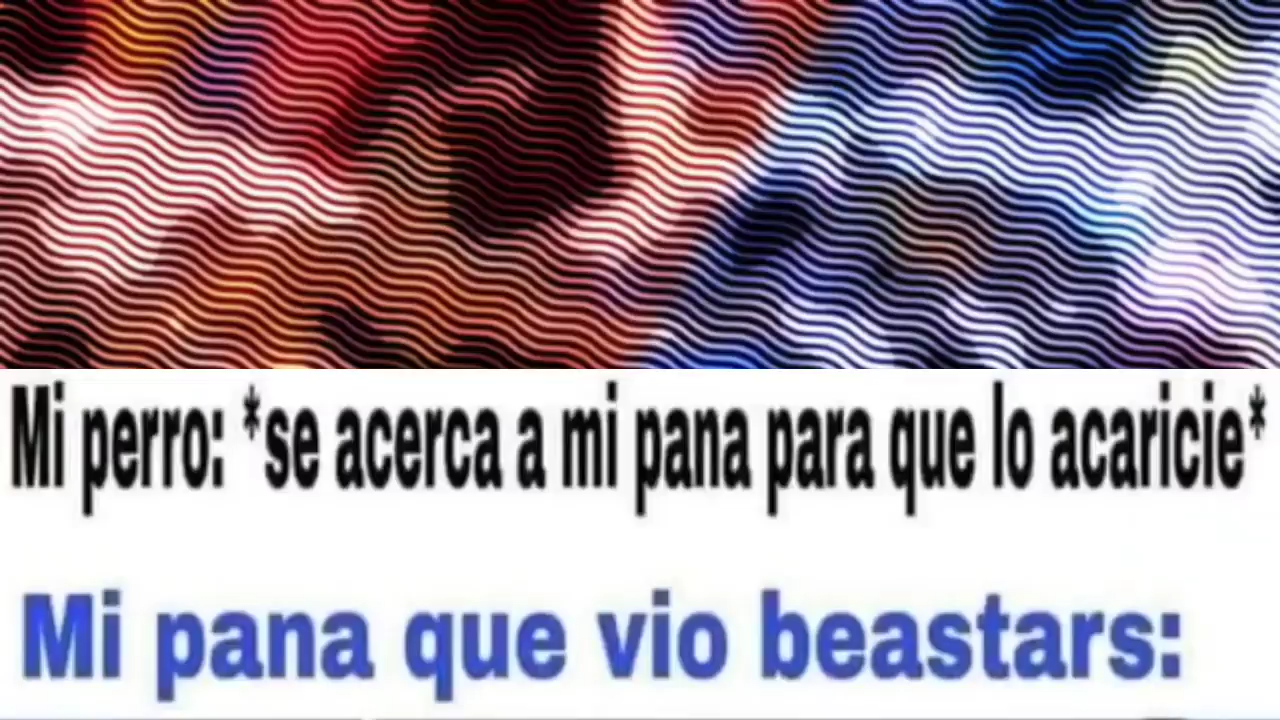 Mi perro: *se acerca a mi pana para que lo acaricie*
Mi pana que vio beastars: